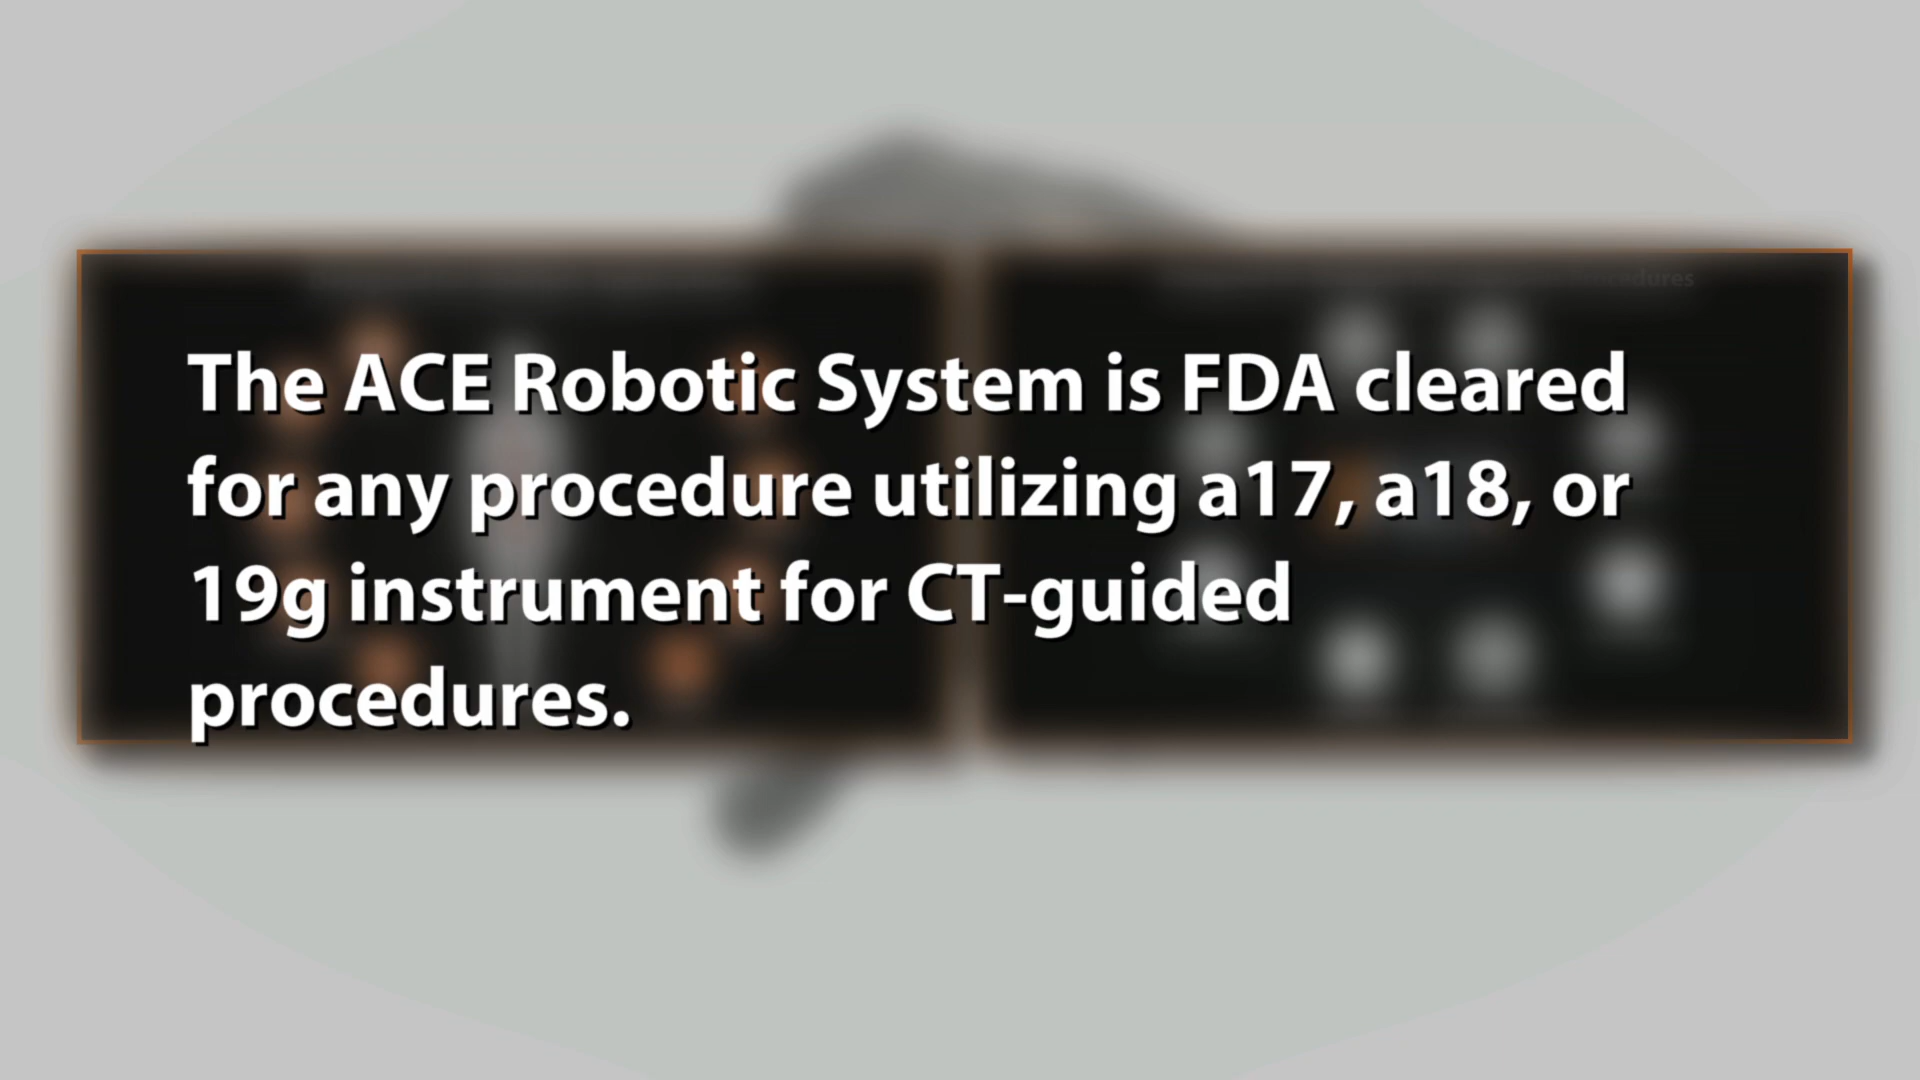 The ACE Robotic System is FDA cleared
for any procedure utilizing a17, a18, or
19g instrument for CT-guided
procedures.